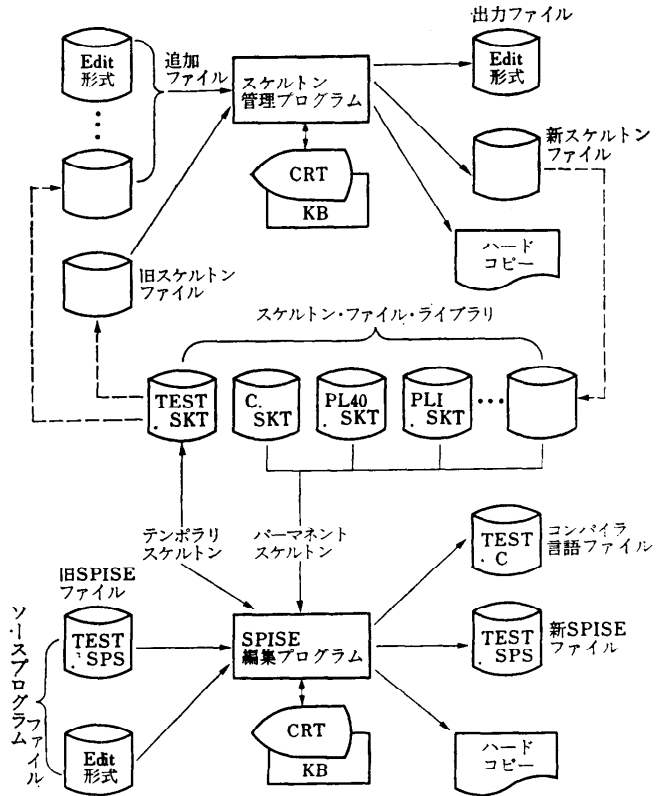 出力ファイル
Edit
形式
追加
ファイル
スケルトン
管理プログラム
Edit
形式
新スケルトン
ファイル
CRT
KB
ハード
コピー
旧スケルトン
ファイル
スケルトン・ファイル・ライブラリ
TEST
. SKT
C.
SKT
PL40
. SKT
PLI
. SKT
テンポラリ
スケルトン
パーマネント
スケルトン
TEST
. C
コンパイラ
言語ファイル
旧SPISE
ファイル
ソースプログラム
ファイル
TEST
. SPS
SPISE
編集プログラム
TEST
. SPS
新SPISE
ファイル
CRT
KB
Edit
形式
ハード
コピー